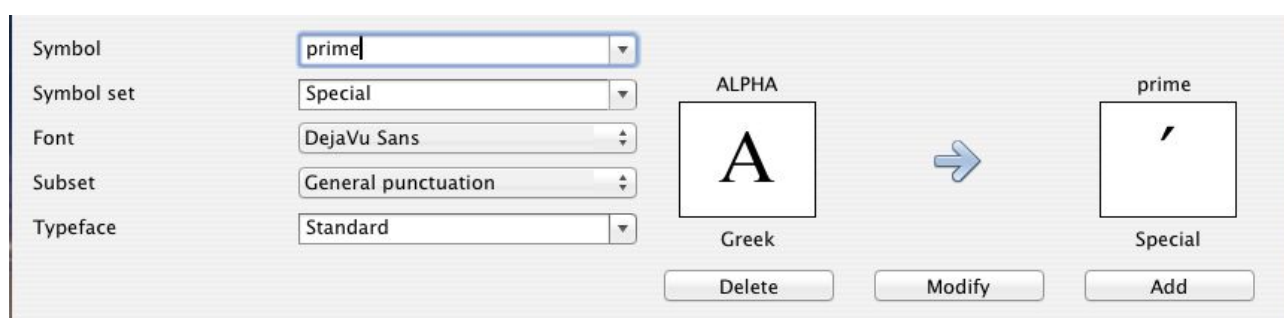 Symbol prime
Symbol set Special
Font DejaVu Sans
Subset General punctuation
Typeface Standard
ALPHA prime
Α ′
Greek Special
Delete Modify Add